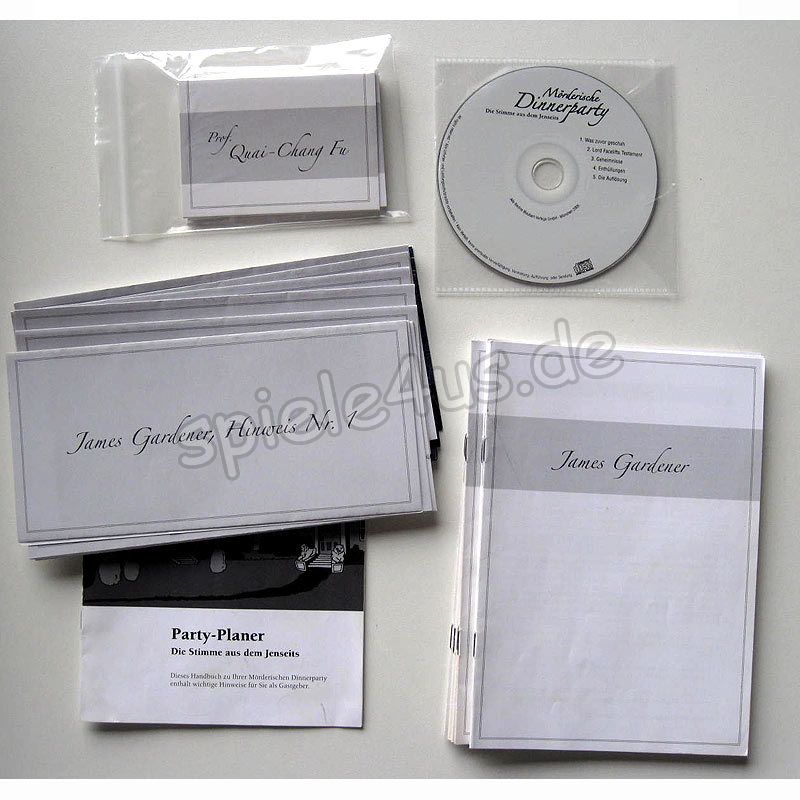 Prof.
Quai-Chang Fu
Mörderische
Dinnerparty
Die Stimme aus dem Jenseits
1. Was zuvor geschah
2. Lord Facelifts Testament
3. Geheimnisse
4. Enthüllungen
5. Die Auflösung
James Gardener, Hinweis Nr. 1
James Gardener
spiele4us.de
Party-Planer
Die Stimme aus dem Jenseits
Dieses Handbuch zu Ihrer Mörderischen Dinnerparty
enthält wichtige Hinweise für Sie als Gastgeber.